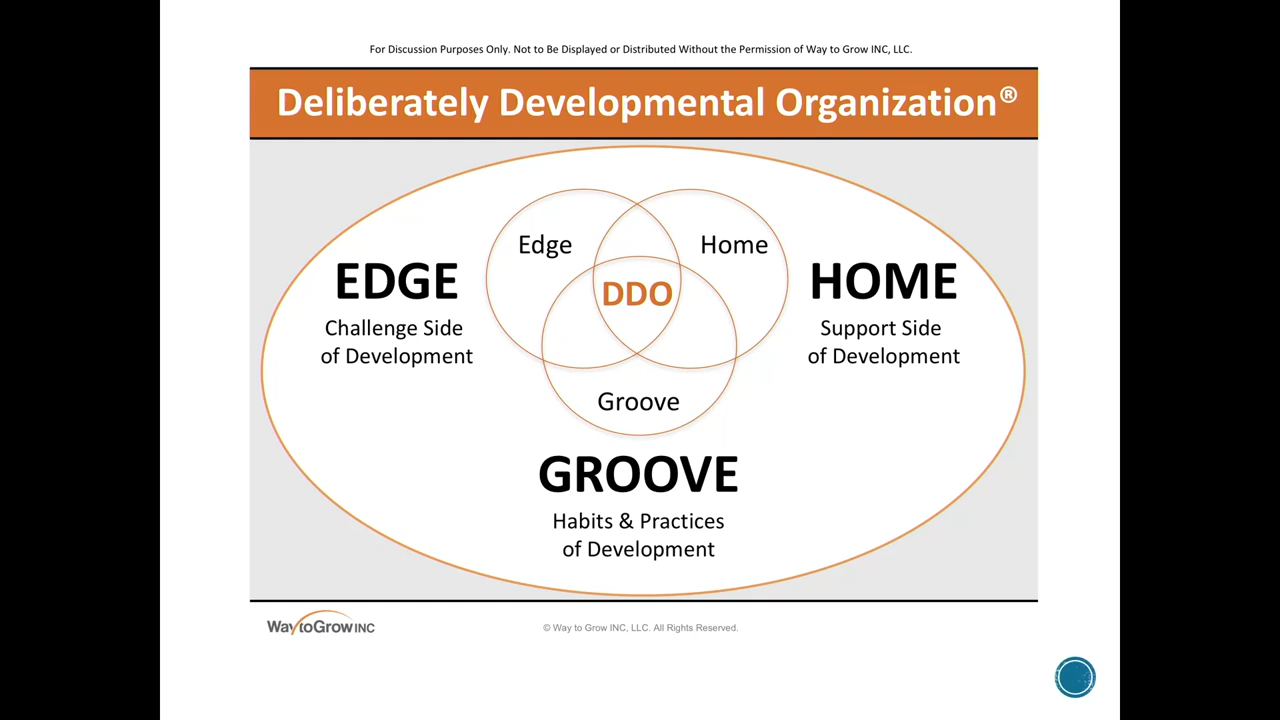 For Discussion Purposes Only. Not to Be Displayed or Distributed Without the Permission of Way to Grow INC, LLC.
Deliberately Developmental Organization®
Edge
Home
DDO
Groove
EDGE
Challenge Side
of Development
HOME
Support Side
of Development
GROOVE
Habits & Practices
of Development
WaytoGrowINC
© Way to Grow INC, LLC. All Rights Reserved.